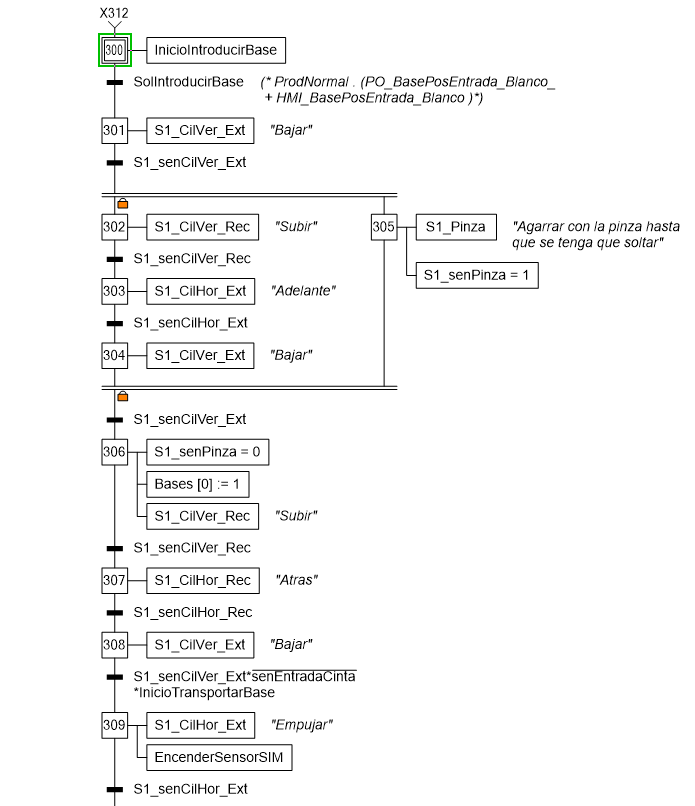 X312
300 InicioIntroducirBase
SolIntroducirBase (* ProdNormal . (PO_BasePosEntrada_Blanco_
+ HMI_BasePosEntrada_Blanco )*)
301 S1_CilVer_Ext "Bajar"
S1_senCilVer_Ext
302 S1_CilVer_Rec "Subir" 305 S1_Pinza "Agarrar con la pinza hasta
que se tenga que soltar"
S1_senCilVer_Rec
S1_senPinza = 1
303 S1_CilHor_Ext "Adelante"
S1_senCilHor_Ext
304 S1_CilVer_Ext "Bajar"
S1_senCilVer_Ext
306 S1_senPinza = 0
Bases [0] := 1
S1_CilVer_Rec "Subir"
S1_senCilVer_Rec
307 S1_CilHor_Rec "Atras"
S1_senCilHor_Rec
308 S1_CilVer_Ext "Bajar"
S1_senCilVer_Ext*senEntradaCinta
*InicioTransportarBase
309 S1_CilHor_Ext "Empujar"
EncenderSensorSIM
S1_senCilHor_Ext